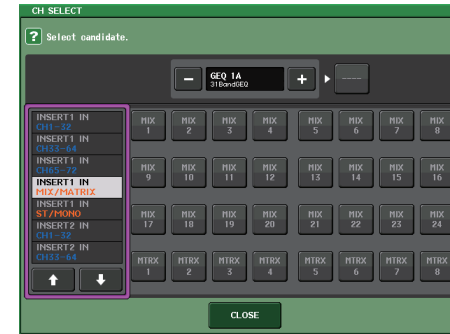 CH SELECT
? Select candidate.
- GEQ 1A +
31BandGEQ
----
INSERT1 IN
CH1-32
INSERT1 IN
CH33-64
INSERT1 IN
CH65-72
INSERT1 IN
MIX/MATRIX
INSERT1 IN
ST/MONO
INSERT2 IN
CH1-32
INSERT2 IN
CH33-64
MIX 1 MIX 2 MIX 3 MIX 4 MIX 5 MIX 6 MIX 7 MIX 8
MIX 9 MIX 10 MIX 11 MIX 12 MIX 13 MIX 14 MIX 15 MIX 16
MIX 17 MIX 18 MIX 19 MIX 20 MIX 21 MIX 22 MIX 23 MIX 24
MTRX 1 MTRX 2 MTRX 3 MTRX 4 MTRX 5 MTRX 6 MTRX 7 MTRX 8
CLOSE